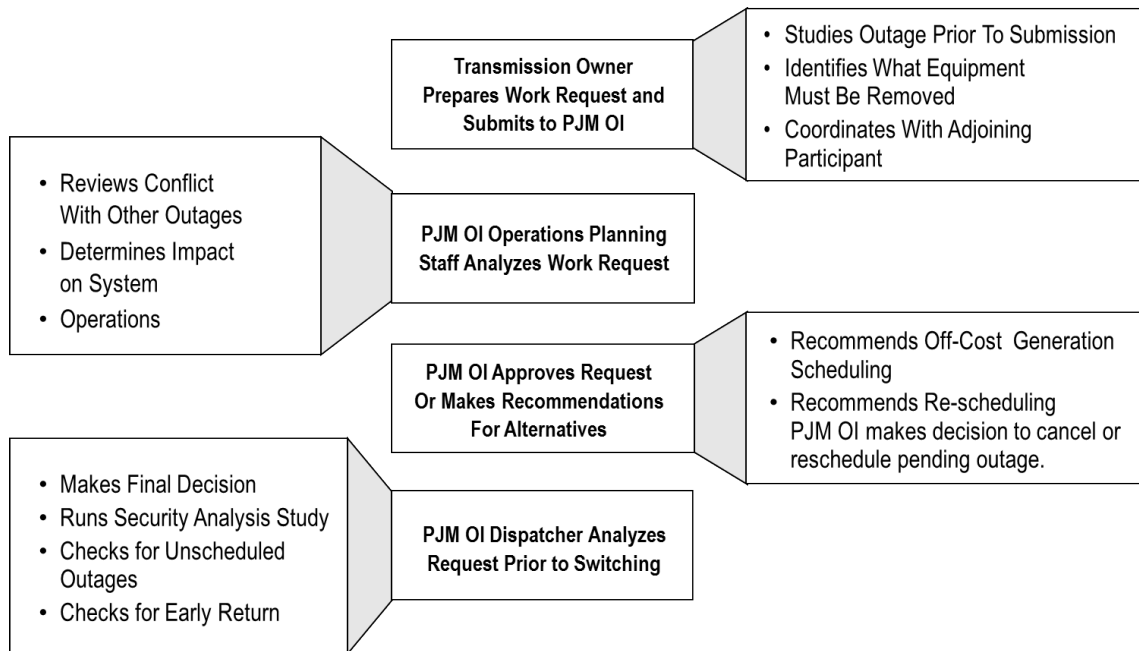 Transmission Owner
Prepares Work Request and
Submits to PJM OI
• Studies Outage Prior To Submission
• Identifies What Equipment
Must Be Removed
• Coordinates With Adjoining
Participant
• Reviews Conflict
With Other Outages
• Determines Impact
on System
• Operations
PJM OI Operations Planning
Staff Analyzes Work Request
PJM OI Approves Request
Or Makes Recommendations
For Alternatives
• Recommends Off-Cost Generation
Scheduling
• Recommends Re-scheduling
PJM OI makes decision to cancel or
reschedule pending outage.
• Makes Final Decision
• Runs Security Analysis Study
• Checks for Unscheduled
Outages
• Checks for Early Return
PJM OI Dispatcher Analyzes
Request Prior to Switching